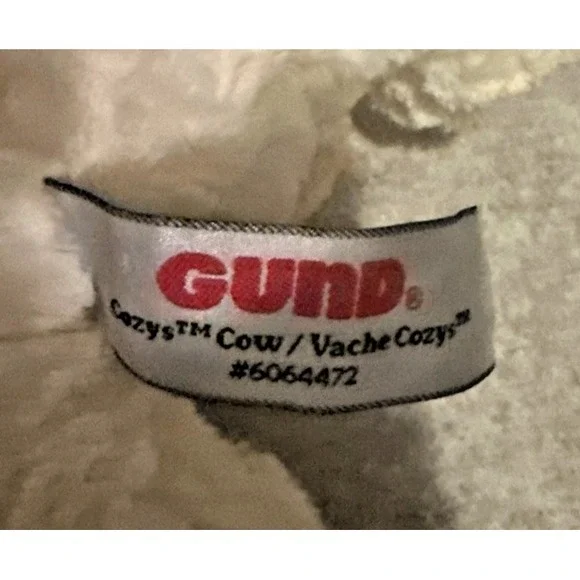 GUND®
Cozys™ Cow / Vache Cozys™
#6064472